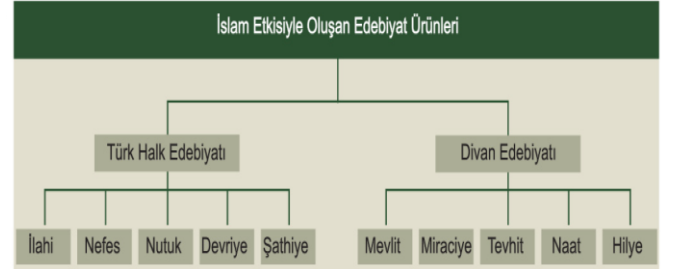 İslam Etkisiyle Oluşan Edebiyat Ürünleri
Türk Halk Edebiyatı Divan Edebiyatı
İlahi Nefes Nutuk Devriye Şathiye Mevlit Miraciye Tevhit Naat Hilye